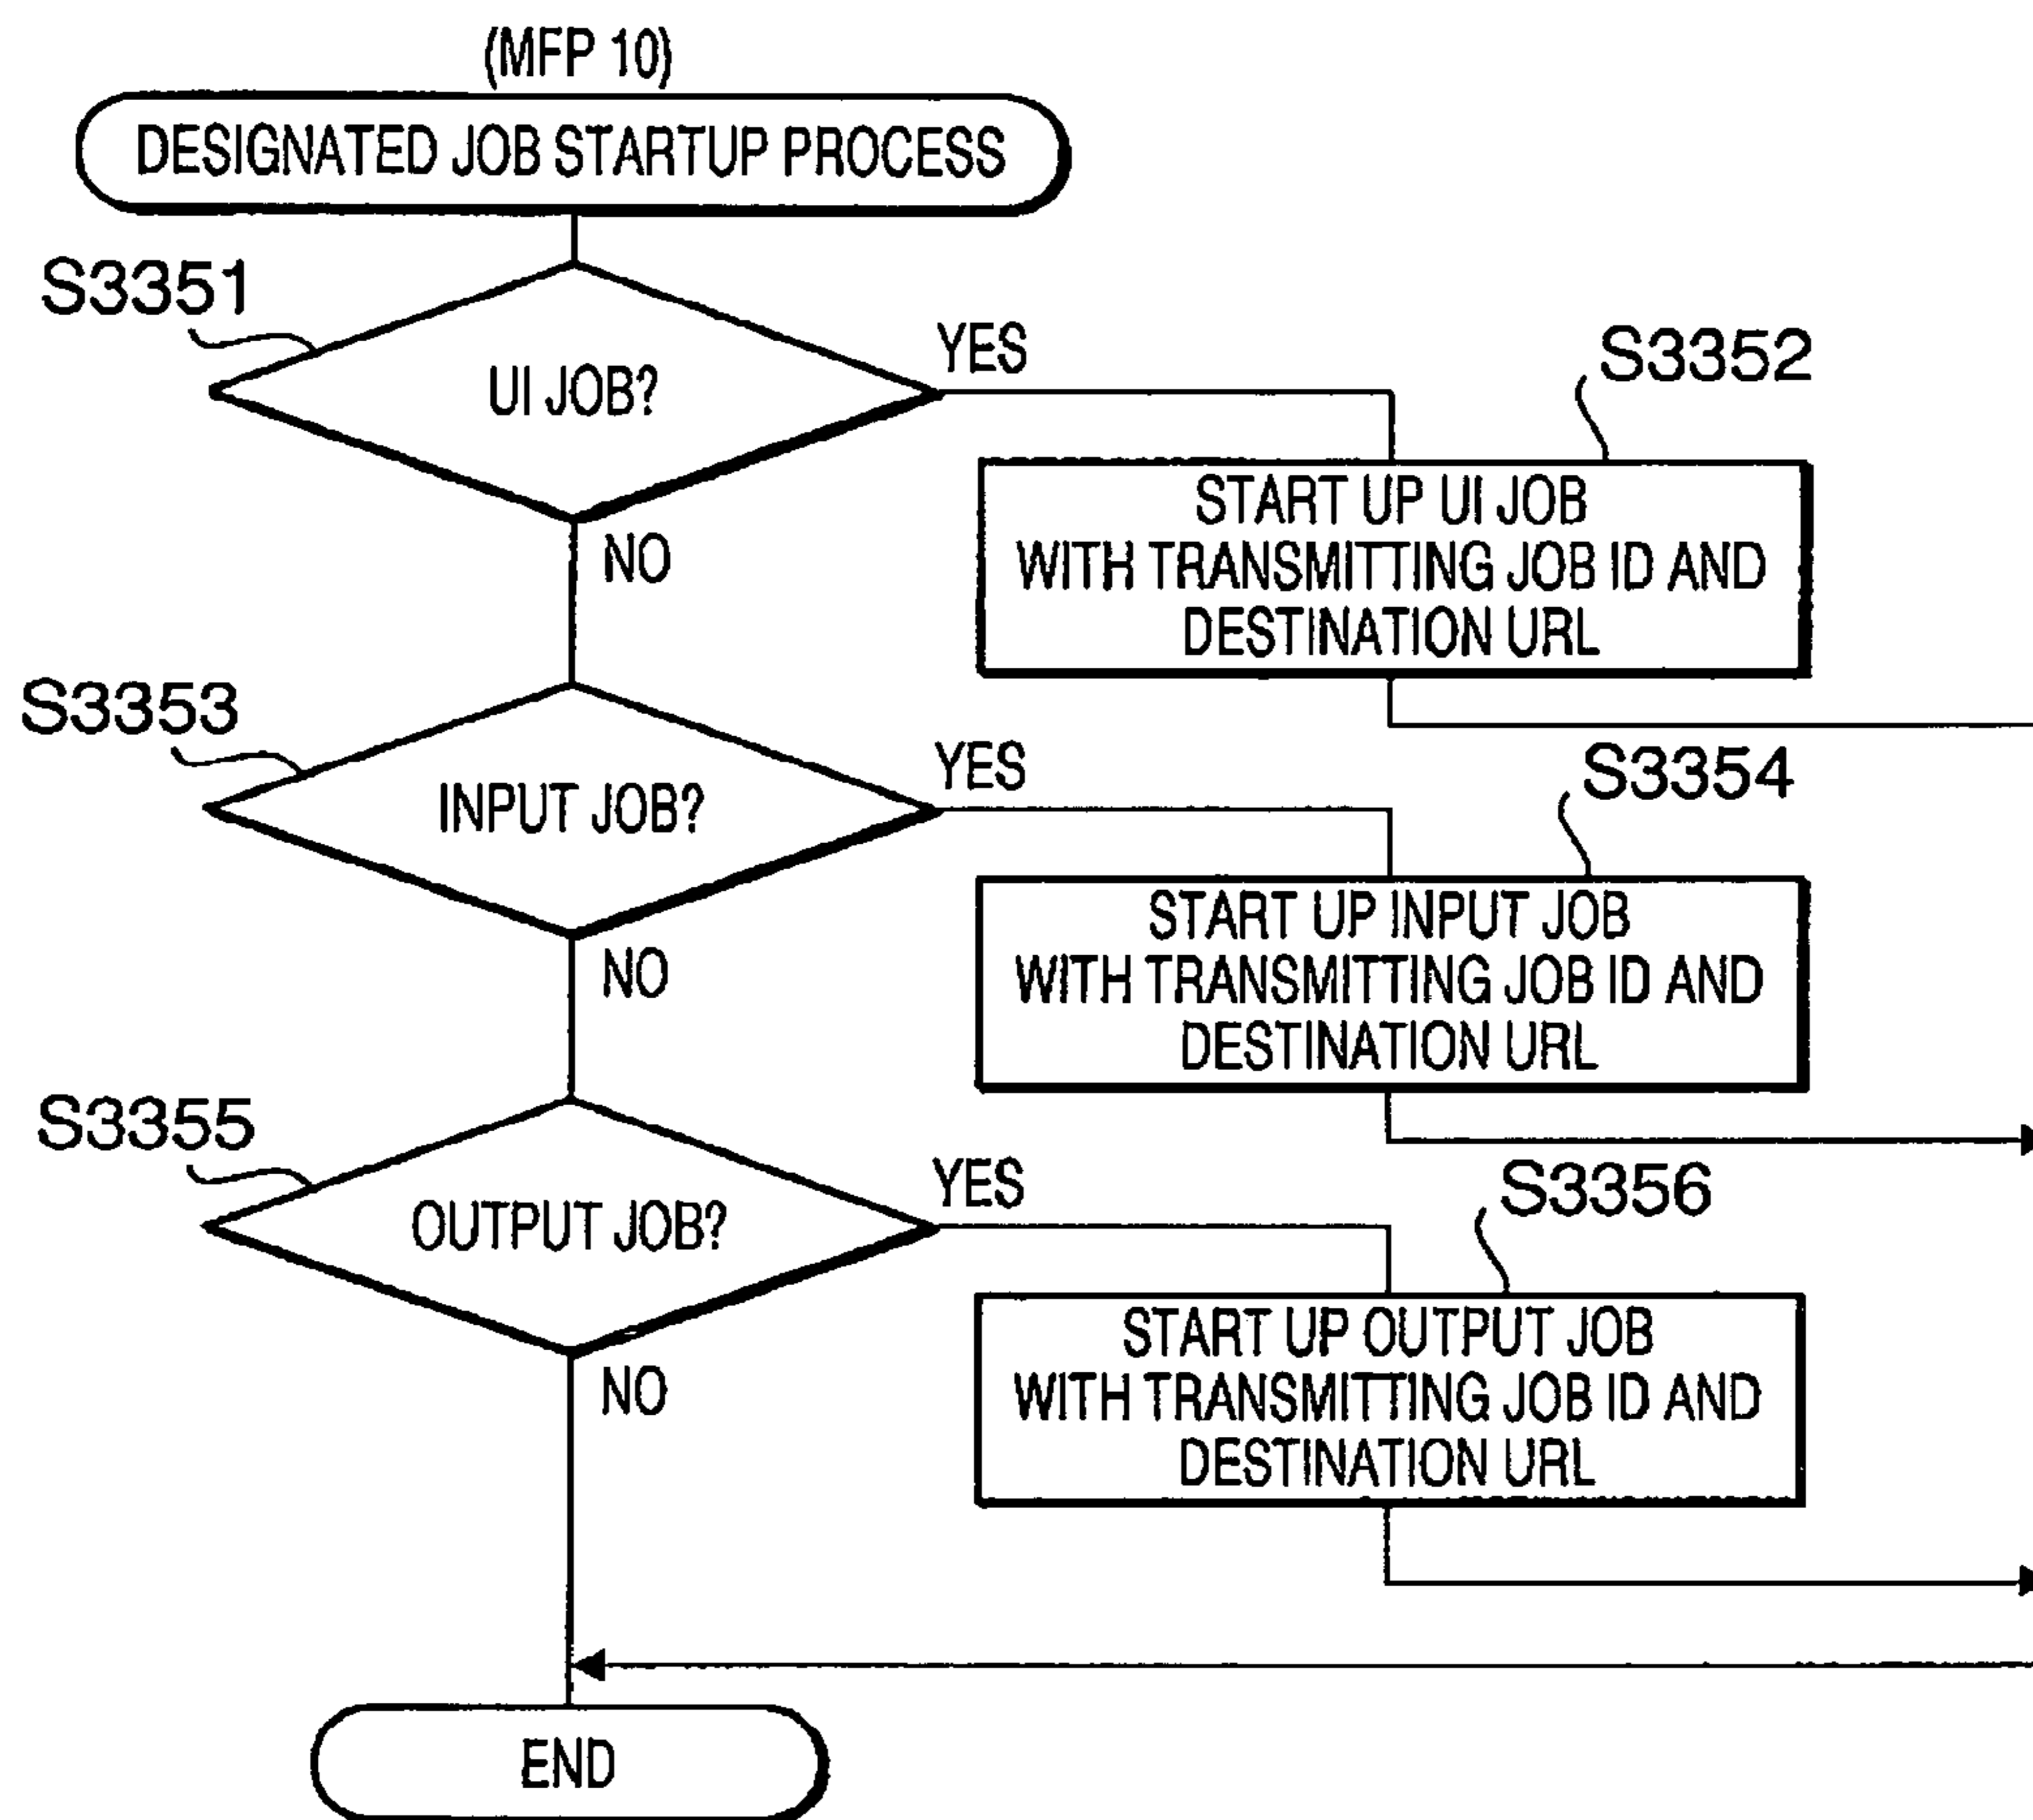 (MFP 10)
DESIGNATED JOB STARTUP PROCESS
S3351
UI JOB?
YES
NO
S3352
START UP UI JOB
WITH TRANSMITTING JOB ID AND
DESTINATION URL
S3353
INPUT JOB?
YES
NO
S3354
START UP INPUT JOB
WITH TRANSMITTING JOB ID AND
DESTINATION URL
S3355
OUTPUT JOB?
YES
NO
S3356
START UP OUTPUT JOB
WITH TRANSMITTING JOB ID AND
DESTINATION URL
END